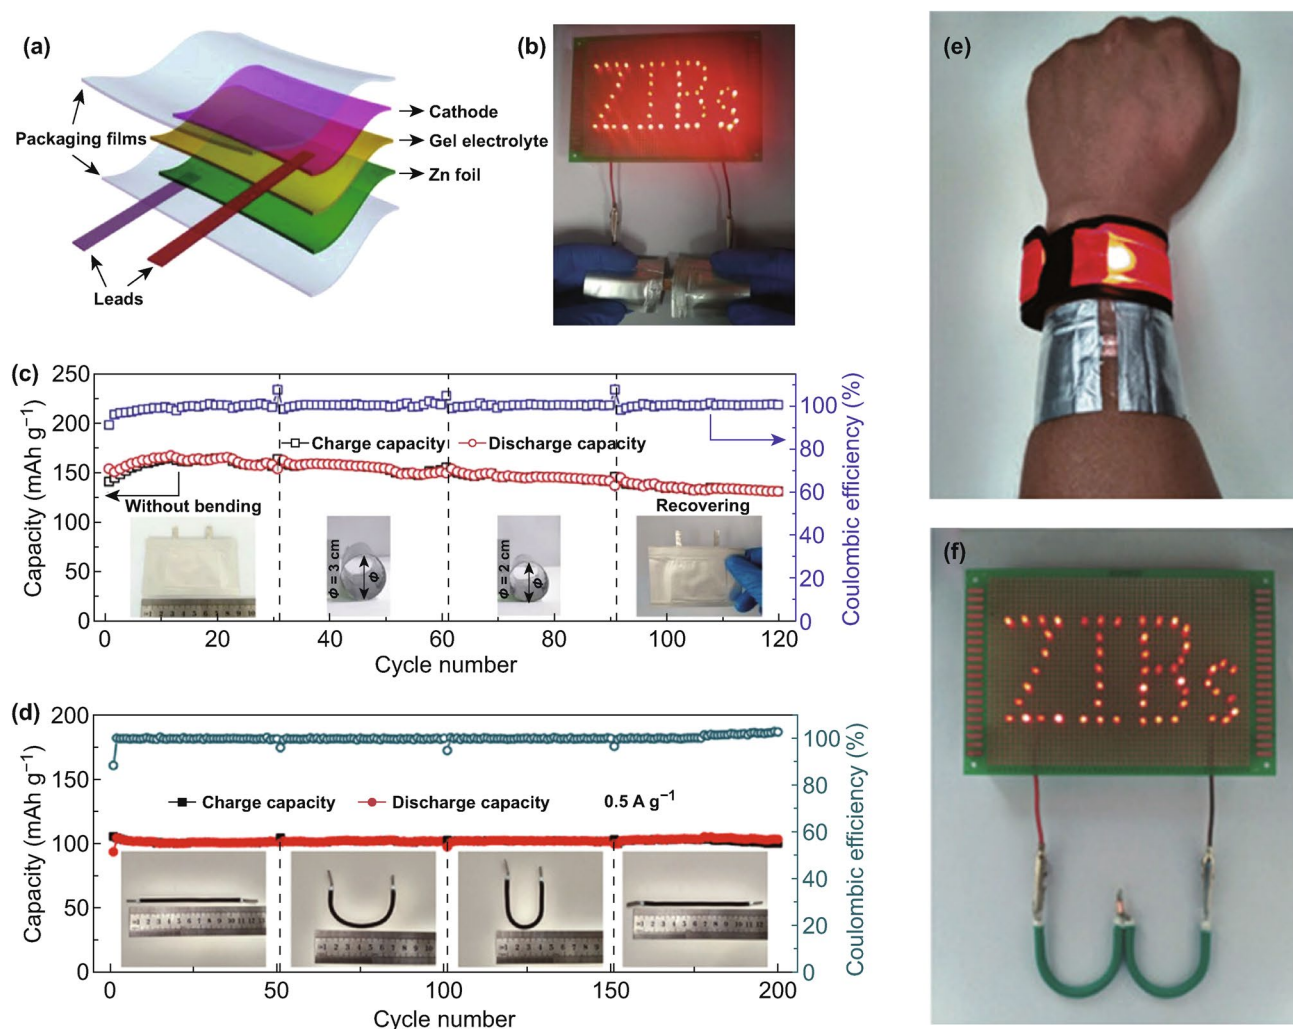 (a)
Packaging films
Cathode
Gel electrolyte
Zn foil
Leads
(b)
ZIBs
(c)
250
200
150
100
50
0
Capacity (mAh g⁻¹)
Charge capacity
Discharge capacity
Without bending
ϕ = 3 cm
ϕ
ϕ = 2 cm
ϕ
Recovering
100
80
60
40
20
0
Coulombic efficiency (%)
0 20 40 60 80 100 120
Cycle number
(d)
200
150
100
50
0
Capacity (mAh g⁻¹)
Charge capacity
Discharge capacity
0.5 A g⁻¹
100
80
60
40
20
0
Coulombic efficiency (%)
0 50 100 150 200
Cycle number
(e)
(f)
ZIBs